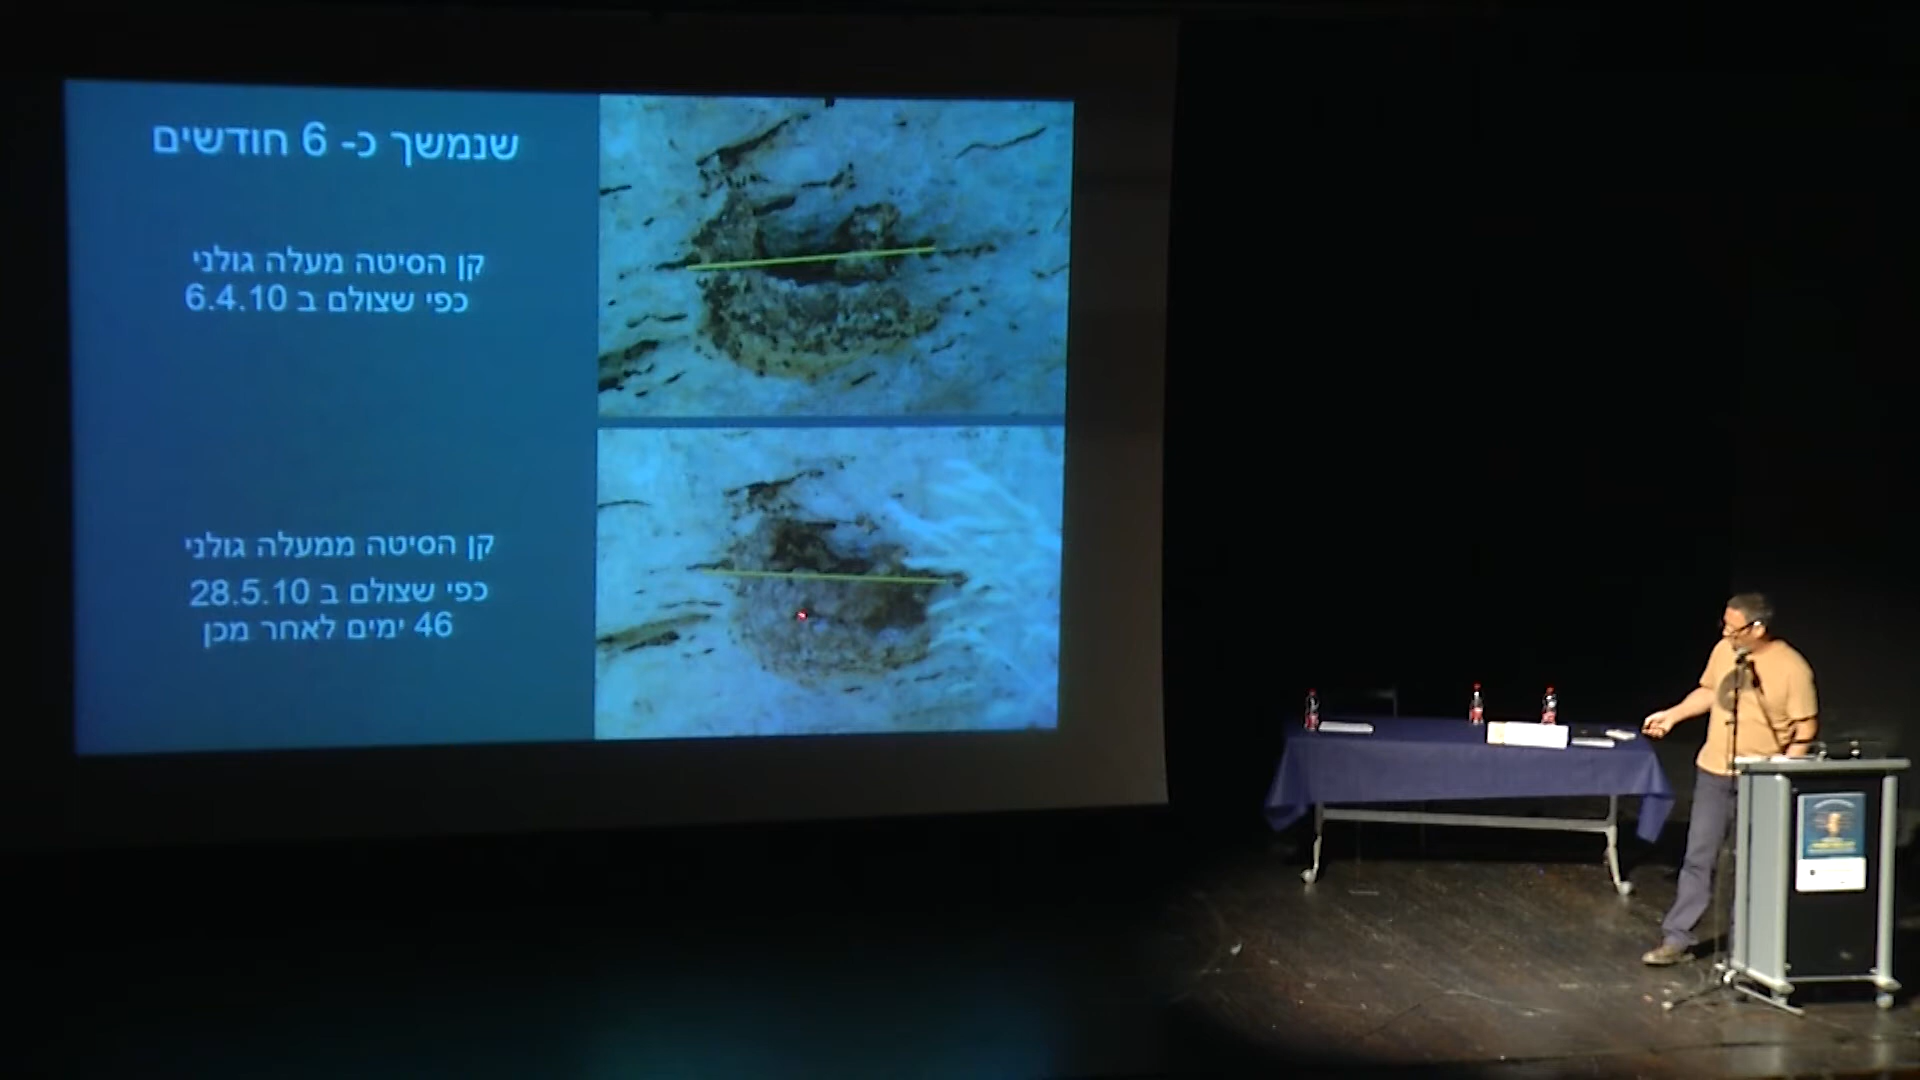 שנמשך כ- 6 חודשים
קן הסיטה מעלה גולני
כפי שצולם ב 6.4.10
קן הסיטה ממעלה גולני
כפי שצולם ב 28.5.10
46 ימים לאחר מכן